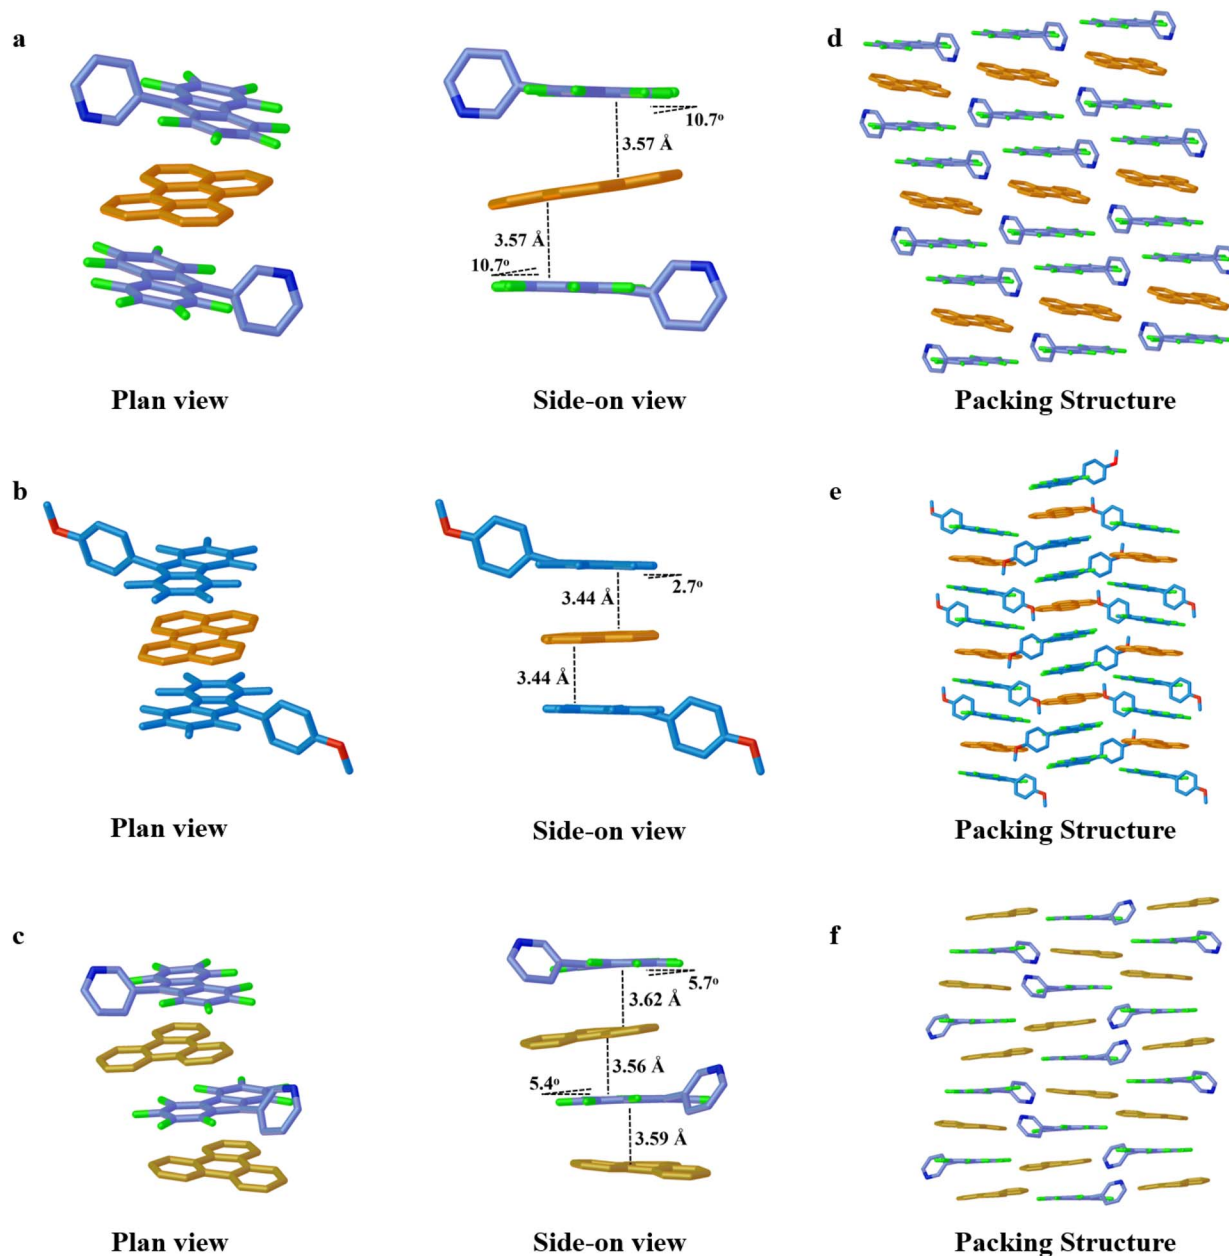 a
d
10.7°
3.57 Å
3.57 Å
10.7°
Plan view
Side-on view
Packing Structure
b
e
2.7°
3.44 Å
3.44 Å
Plan view
Side-on view
Packing Structure
c
f
5.7°
3.62 Å
3.56 Å
5.4°
3.59 Å
Plan view
Side-on view
Packing Structure